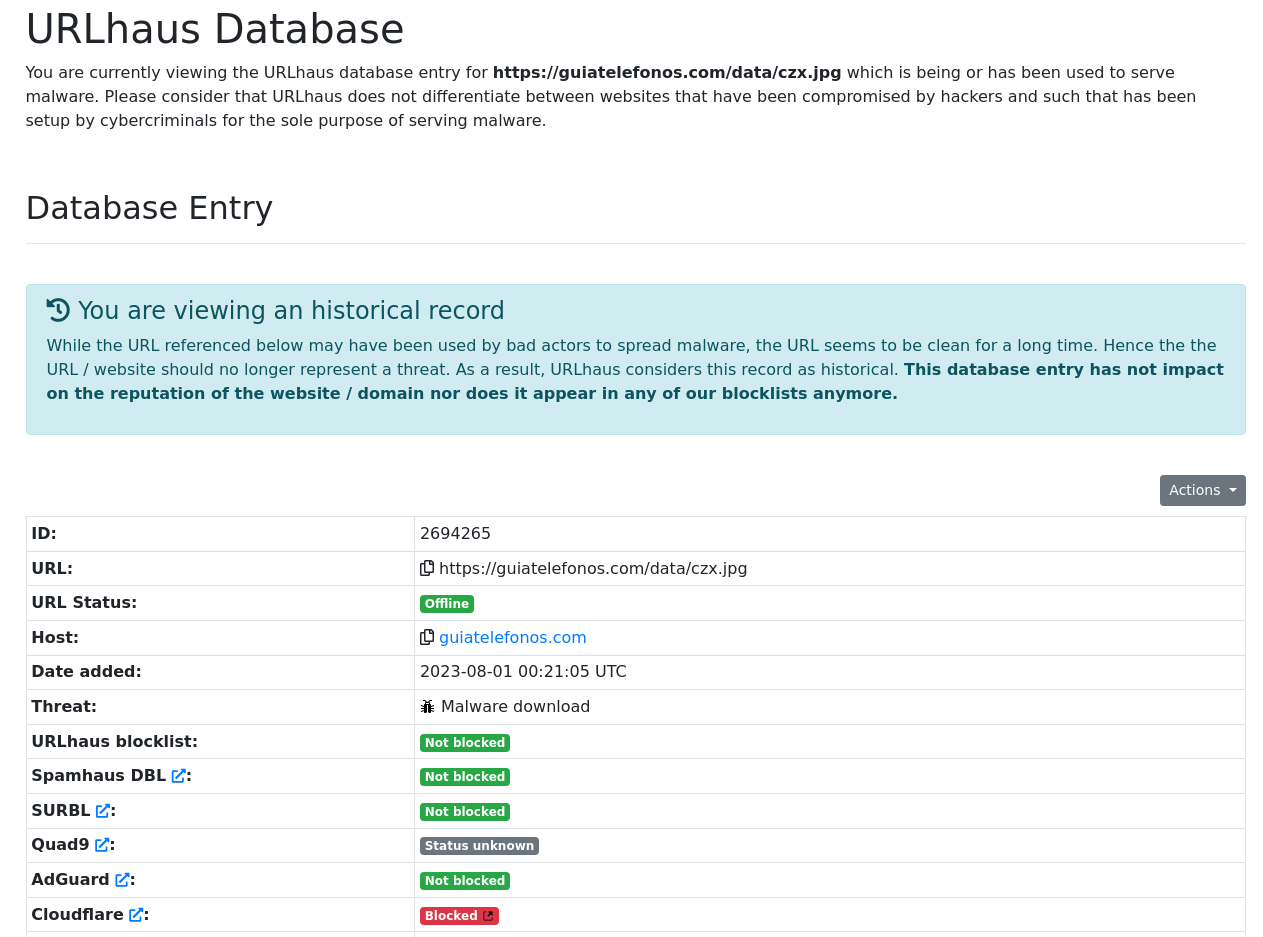 URLhaus Database
You are currently viewing the URLhaus database entry for https://guiatelefonos.com/data/czx.jpg which is being or has been used to serve
malware. Please consider that URLhaus does not differentiate between websites that have been compromised by hackers and such that has been
setup by cybercriminals for the sole purpose of serving malware.
Database Entry
You are viewing an historical record
While the URL referenced below may have been used by bad actors to spread malware, the URL seems to be clean for a long time. Hence the the
URL / website should no longer represent a threat. As a result, URLhaus considers this record as historical. This database entry has not impact
on the reputation of the website / domain nor does it appear in any of our blocklists anymore.
Actions
ID: 2694265
URL: https://guiatelefonos.com/data/czx.jpg
URL Status: Offline
Host: guiatelefonos.com
Date added: 2023-08-01 00:21:05 UTC
Threat: Malware download
URLhaus blocklist: Not blocked
Spamhaus DBL : Not blocked
SURBL : Not blocked
Quad9 : Status unknown
AdGuard : Not blocked
Cloudflare : Blocked